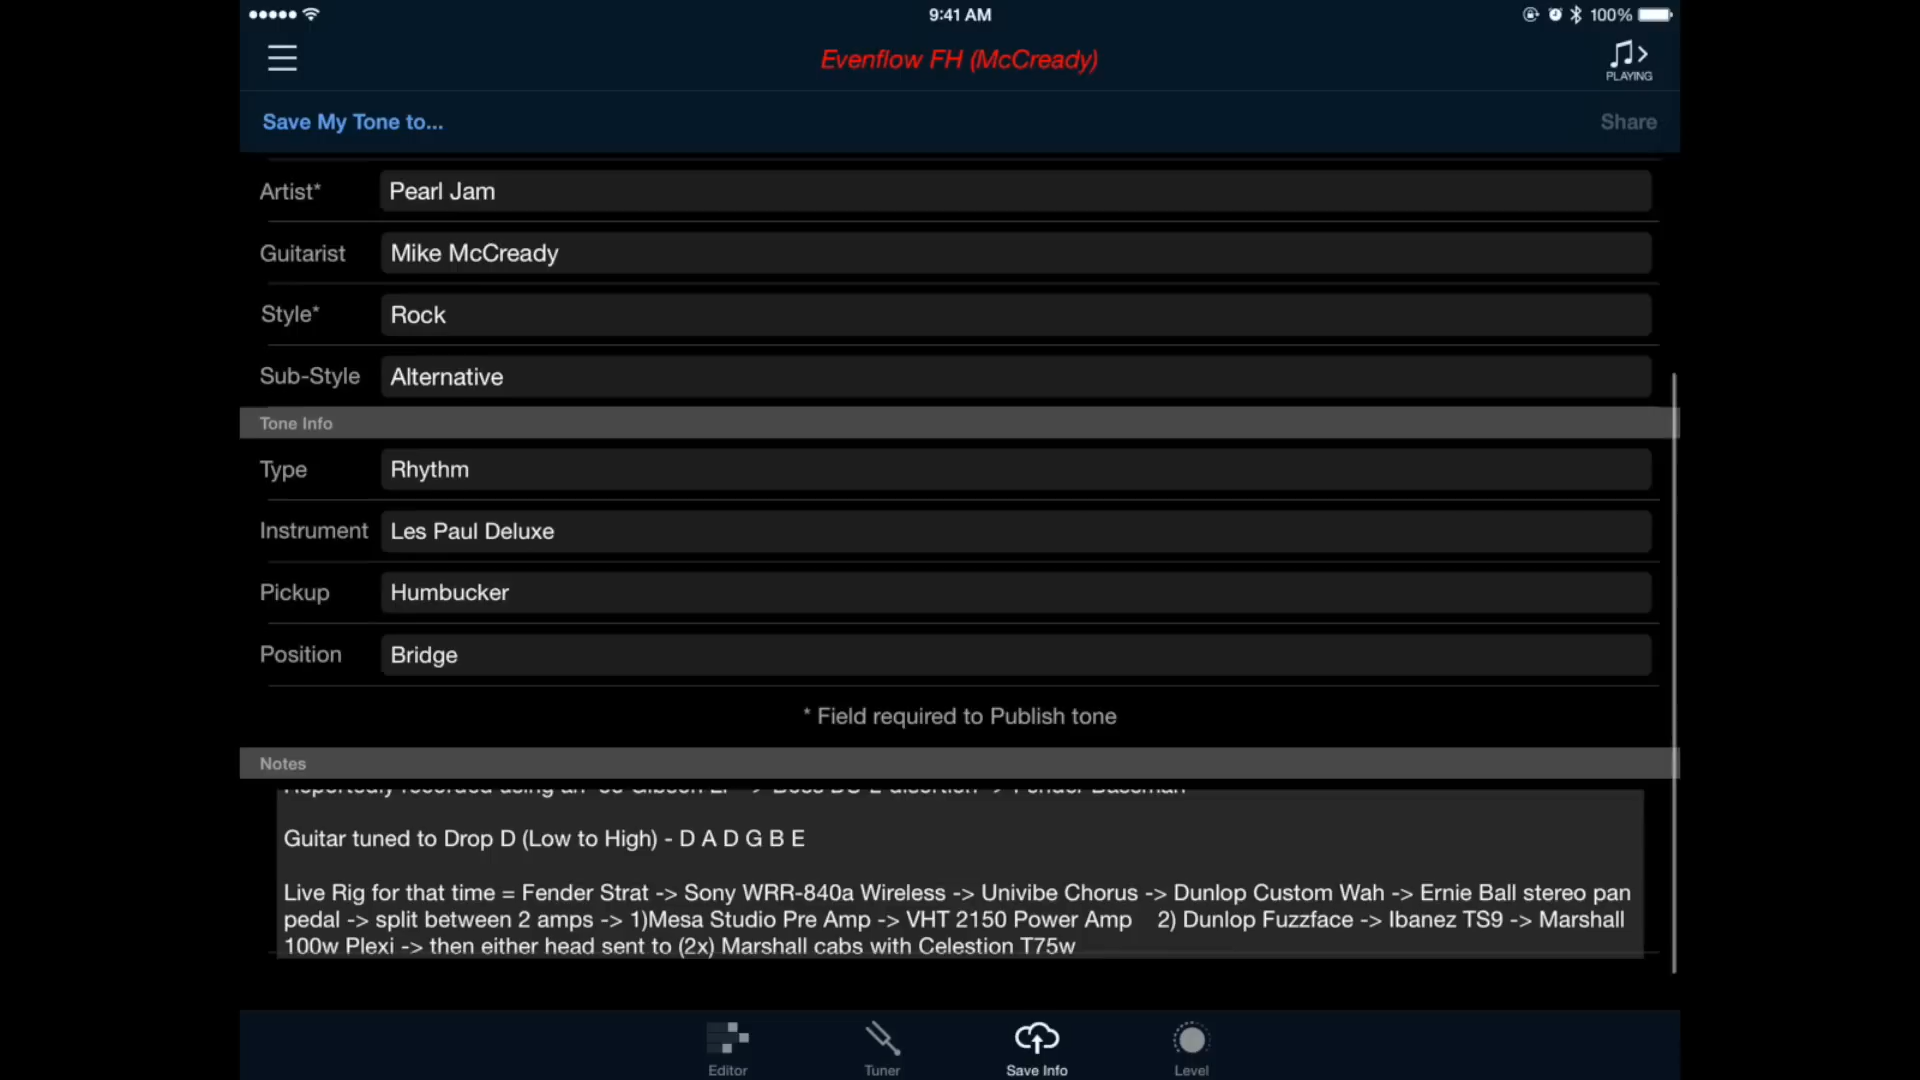 9:41 AM
100%
Evenflow FH (McCready)
PLAYING
Save My Tone to...
Share
Artist* Pearl Jam
Guitarist Mike McCready
Style* Rock
Sub-Style Alternative
Tone Info
Type Rhythm
Instrument Les Paul Deluxe
Pickup Humbucker
Position Bridge
* Field required to Publish tone
Notes
Reportedly recorded using an
Guitar tuned to Drop D (Low to High) - D A D G B E
Live Rig for that time = Fender Strat -> Sony WRR-840a Wireless -> Univibe Chorus -> Dunlop Custom Wah -> Ernie Ball stereo pan
pedal -> split between 2 amps -> 1)Mesa Studio Pre Amp -> VHT 2150 Power Amp    2) Dunlop Fuzzface -> Ibanez TS9 -> Marshall
100w Plexi -> then either head sent to (2x) Marshall cabs with Celestion T75w
Editor
Tuner
Save Info
Level